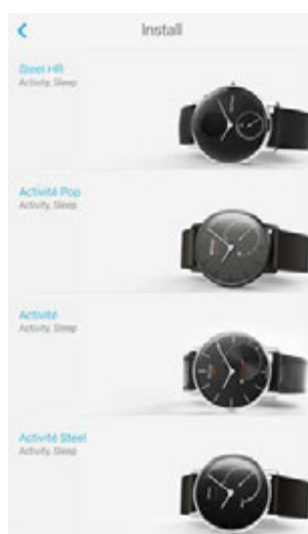 Install
Steel HR
Activity, Sleep
Activité Pop
Activity, Sleep
Activité
Activity, Sleep
Activité Steel
Activity, Sleep